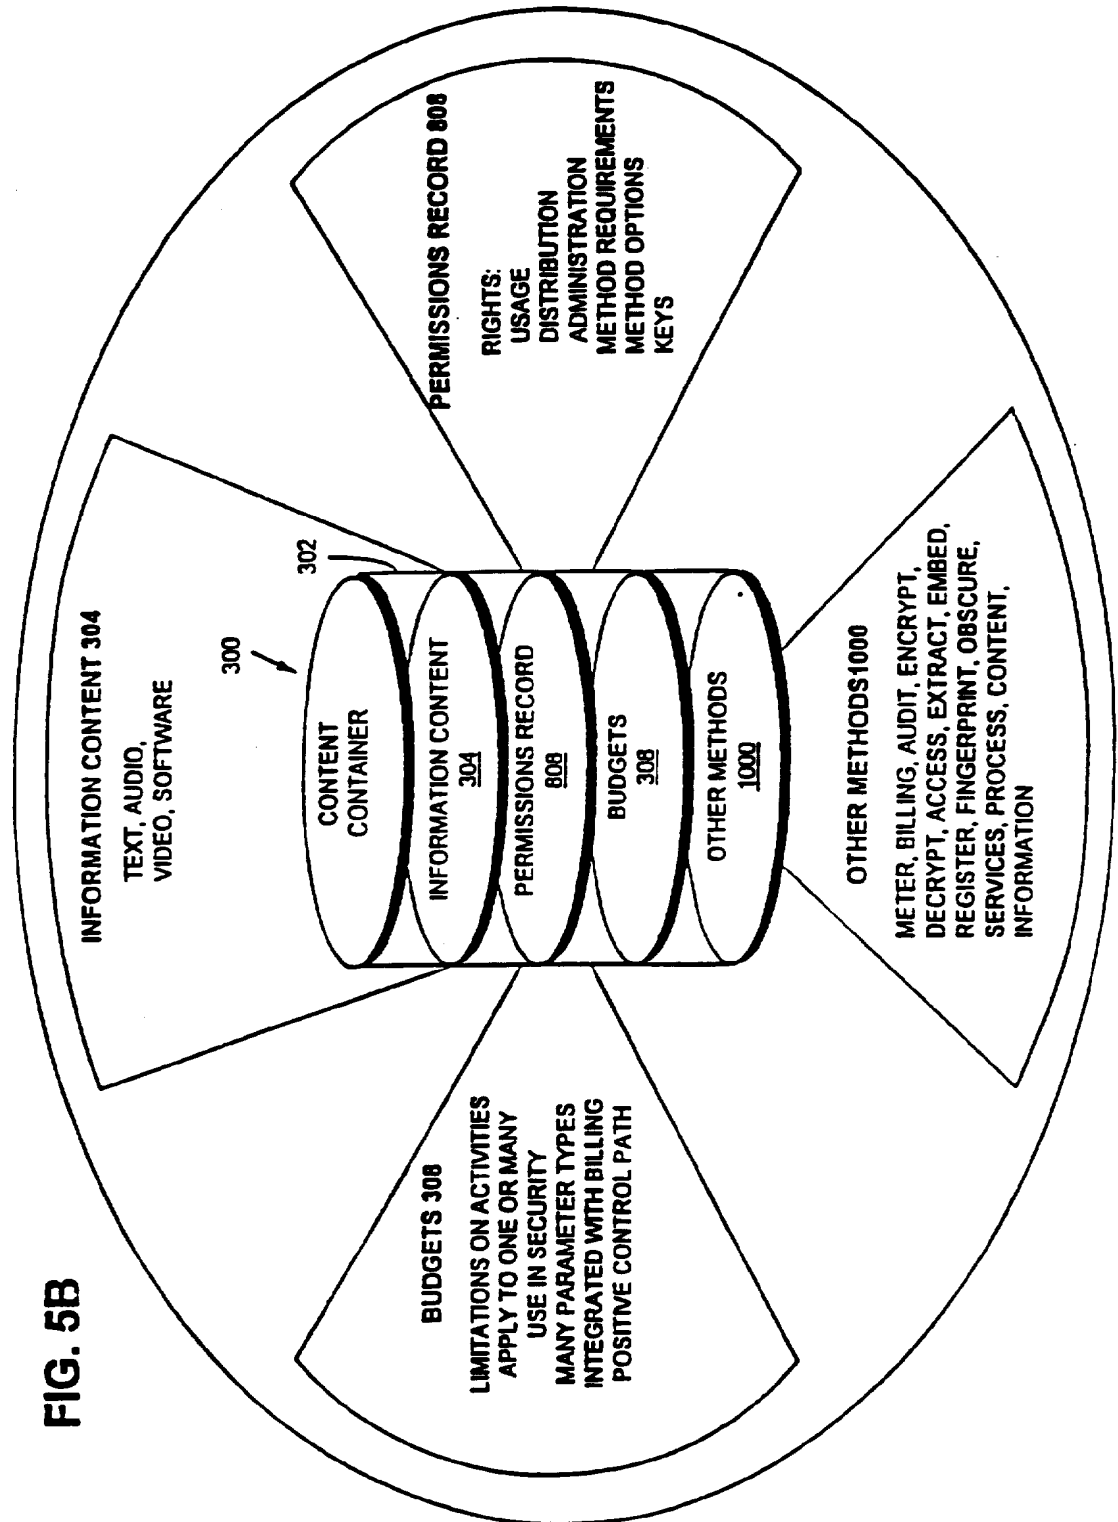 FIG. 5B
INFORMATION CONTENT 304
TEXT, AUDIO,
VIDEO, SOFTWARE
300
302
CONTENT
CONTAINER
INFORMATION CONTENT
304
PERMISSIONS RECORD
808
BUDGETS
308
OTHER METHODS
1000
BUDGETS 308
LIMITATIONS ON ACTIVITIES
APPLY TO ONE OR MANY
USE IN SECURITY
MANY PARAMETER TYPES
INTEGRATED WITH BILLING
POSITIVE CONTROL PATH
PERMISSIONS RECORD 808
RIGHTS:
USAGE
DISTRIBUTION
ADMINISTRATION
METHOD REQUIREMENTS
METHOD OPTIONS
KEYS
OTHER METHODS1000
METER, BILLING, AUDIT, ENCRYPT,
DECRYPT, ACCESS, EXTRACT, EMBED,
REGISTER, FINGERPRINT, OBSCURE,
SERVICES, PROCESS, CONTENT,
INFORMATION